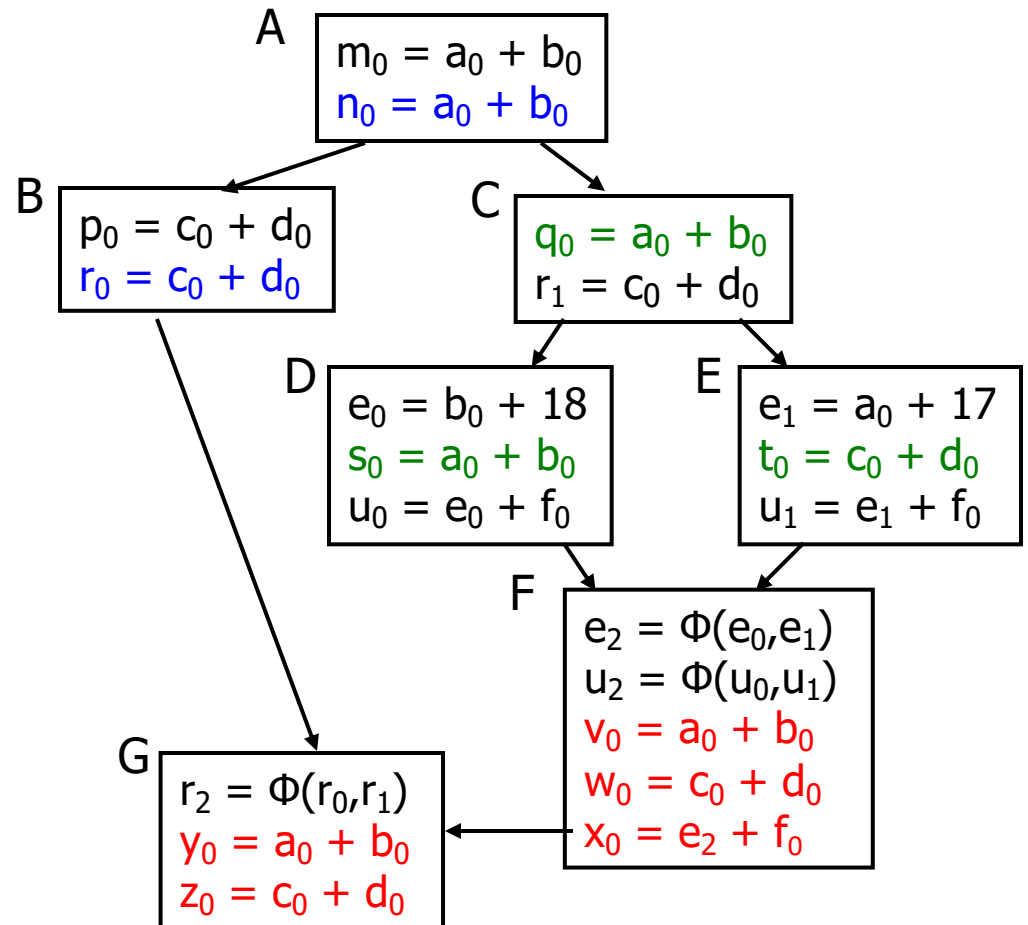 A
m₀ = a₀ + b₀
n₀ = a₀ + b₀
B
p₀ = c₀ + d₀
r₀ = c₀ + d₀
C
q₀ = a₀ + b₀
r₁ = c₀ + d₀
D
e₀ = b₀ + 18
s₀ = a₀ + b₀
u₀ = e₀ + f₀
E
e₁ = a₀ + 17
t₀ = c₀ + d₀
u₁ = e₁ + f₀
F
e₂ = Φ(e₀,e₁)
u₂ = Φ(u₀,u₁)
v₀ = a₀ + b₀
w₀ = c₀ + d₀
x₀ = e₂ + f₀
G
r₂ = Φ(r₀,r₁)
y₀ = a₀ + b₀
z₀ = c₀ + d₀